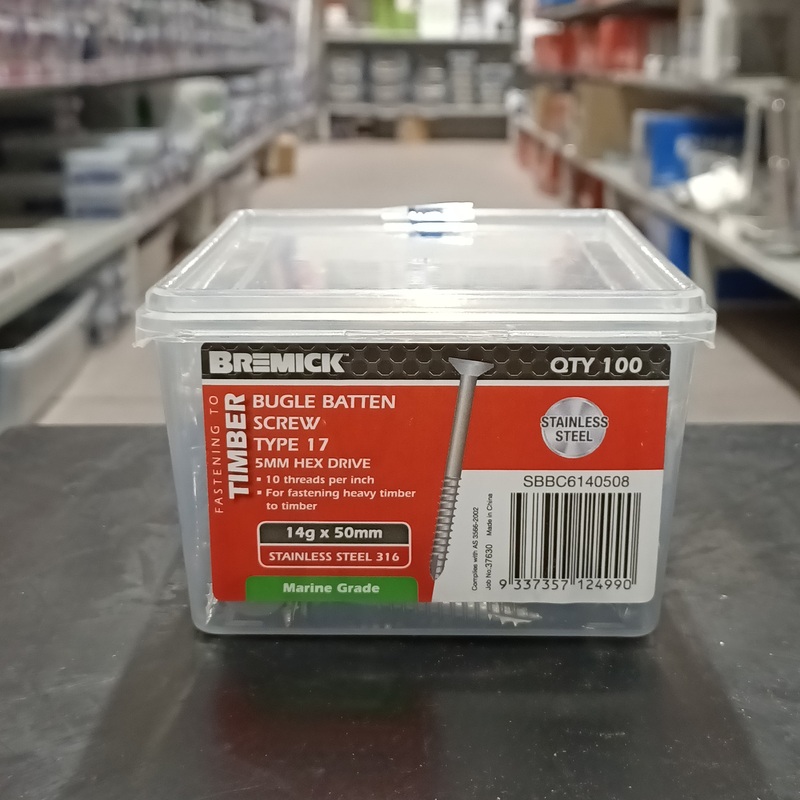 BREMICK™
QTY 100
FASTENING TO
TIMBER
BUGLE BATTEN
SCREW
TYPE 17
5MM HEX DRIVE
▪ 10 threads per inch
▪ For fastening heavy timber
to timber
14g x 50mm
STAINLESS STEEL 316
Marine Grade
STAINLESS
STEEL
SBBC6140508
Complies with AS 3566-2002
Made in China
Job No:37630
9 337357 124990